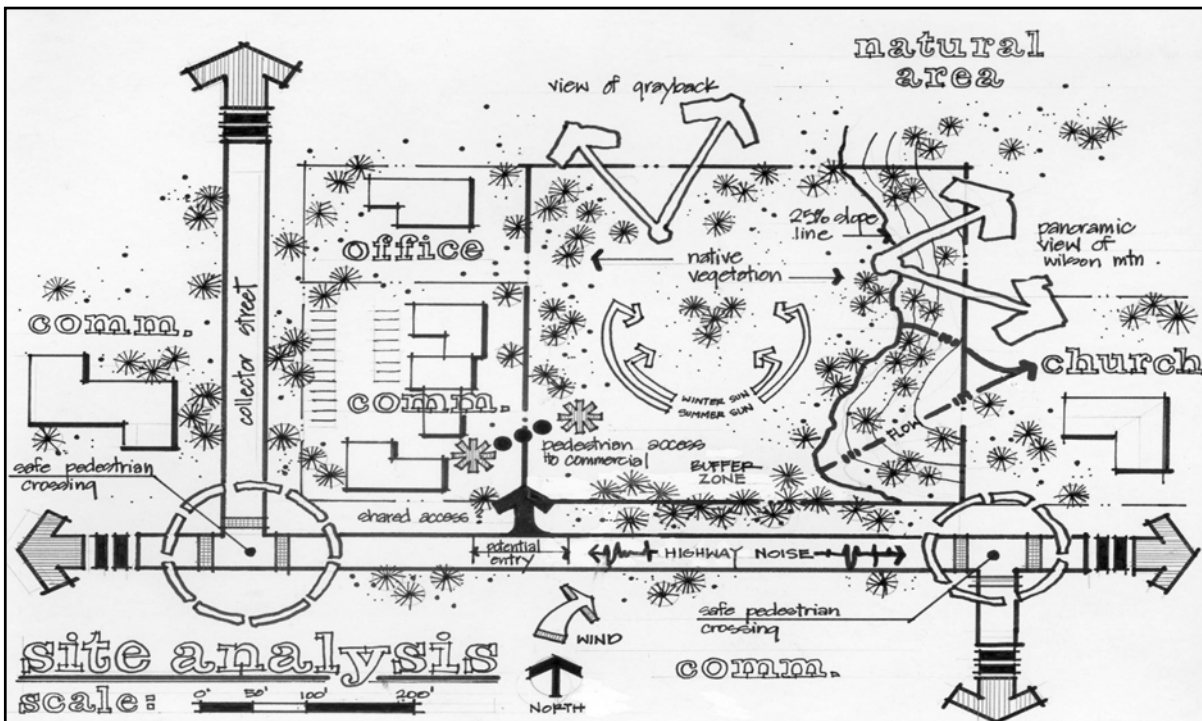 natural
area
view of grayback
25% slope
line
panoramic
view of
wilson mtn
office
native
vegetation
comm.
collector street
church
comm.
WINTER SUN
SUMMER SUN
pedestrian access
to commercial
FLOW
BUFFER
ZONE
safe pedestrian
crossing
shared access
potential
entry
HIGHWAY NOISE
safe pedestrian
crossing
WIND
comm.
site analysis
scale:
0' 50' 100' 200'
NORTH